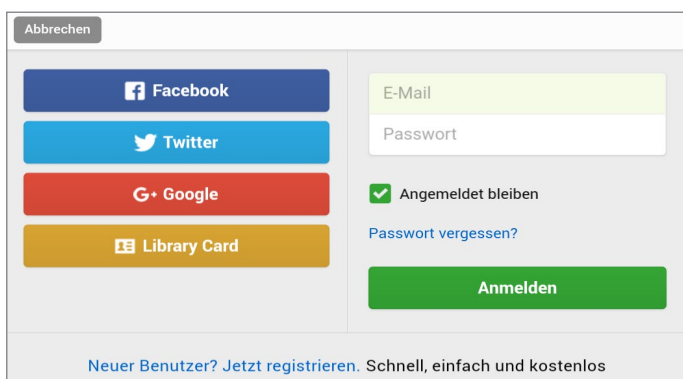 Abbrechen
Facebook
Twitter
G+ Google
Library Card
E-Mail
Passwort
Angemeldet bleiben
Passwort vergessen?
Anmelden
Neuer Benutzer? Jetzt registrieren. Schnell, einfach und kostenlos